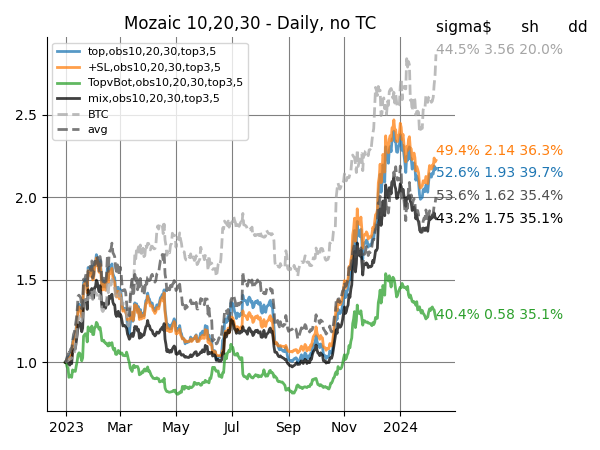 Mozaic 10,20,30 - Daily, no TC
sigma$ sh dd
top,obs10,20,30,top3,5
+SL,obs10,20,30,top3,5
TopvBot,obs10,20,30,top3,5
mix,obs10,20,30,top3,5
BTC
avg
44.5% 3.56 20.0%
49.4% 2.14 36.3%
52.6% 1.93 39.7%
53.6% 1.62 35.4%
43.2% 1.75 35.1%
40.4% 0.58 35.1%
2.5
2.0
1.5
1.0
2023 Mar May Jul Sep Nov 2024